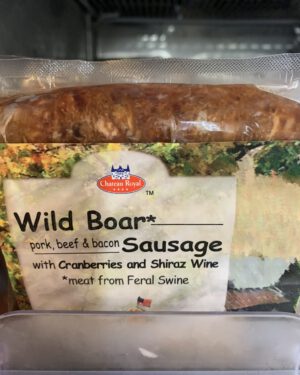 Chateau Royal
TM
Wild Boar*
pork, beef & bacon Sausage
with Cranberries and Shiraz Wine
*meat from Feral Swine